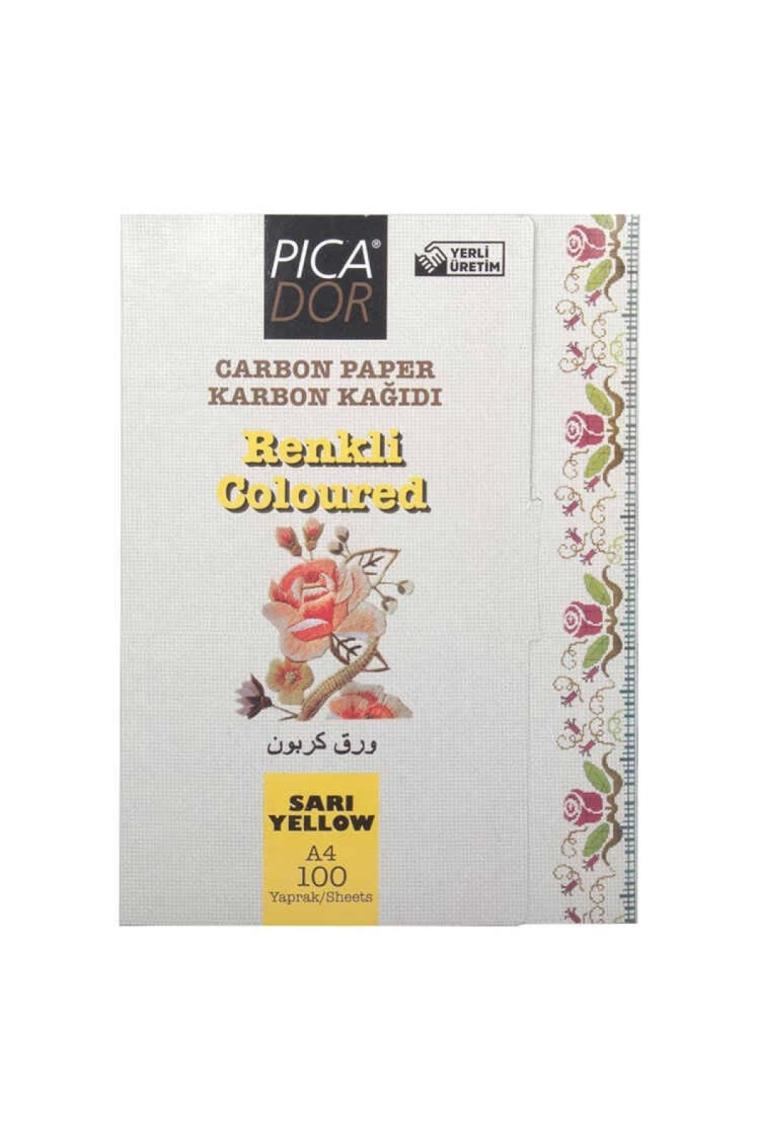 PICA®
DOR
YERLİ
ÜRETİM
CARBON PAPER
KARBON KAĞIDI
Renkli
Coloured
ورق كربون
SARI
YELLOW
A4
100
Yaprak/Sheets